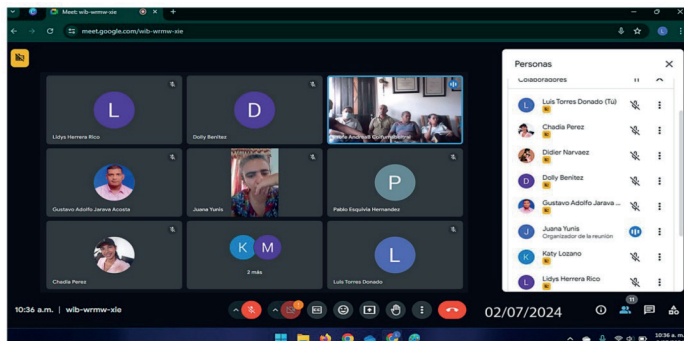 Meet: wib-wrmw-xie
meet.google.com/wib-wrmw-xie
L
L
Lidys Herrera Rico
D
Dolly Benitez
Gustavo Adolfo Jarava Acosta
Juana Yunis
P
Pablo Esquivia Hernandez
Chadia Perez
K M
2 más
L
Luis Torres Donado
Personas
Colaboradores
11
L
Luis Torres Donado (Tú)
Chadia Perez
Didier Narvaez
D
Dolly Benitez
Gustavo Adolfo Jarava ...
J
Juana Yunis
Organizador de la reunión
K
Katy Lozano
L
Lidys Herrera Rico
10:36 a.m. | wib-wrmw-xie
02/07/2024
11
10:36 a. m.